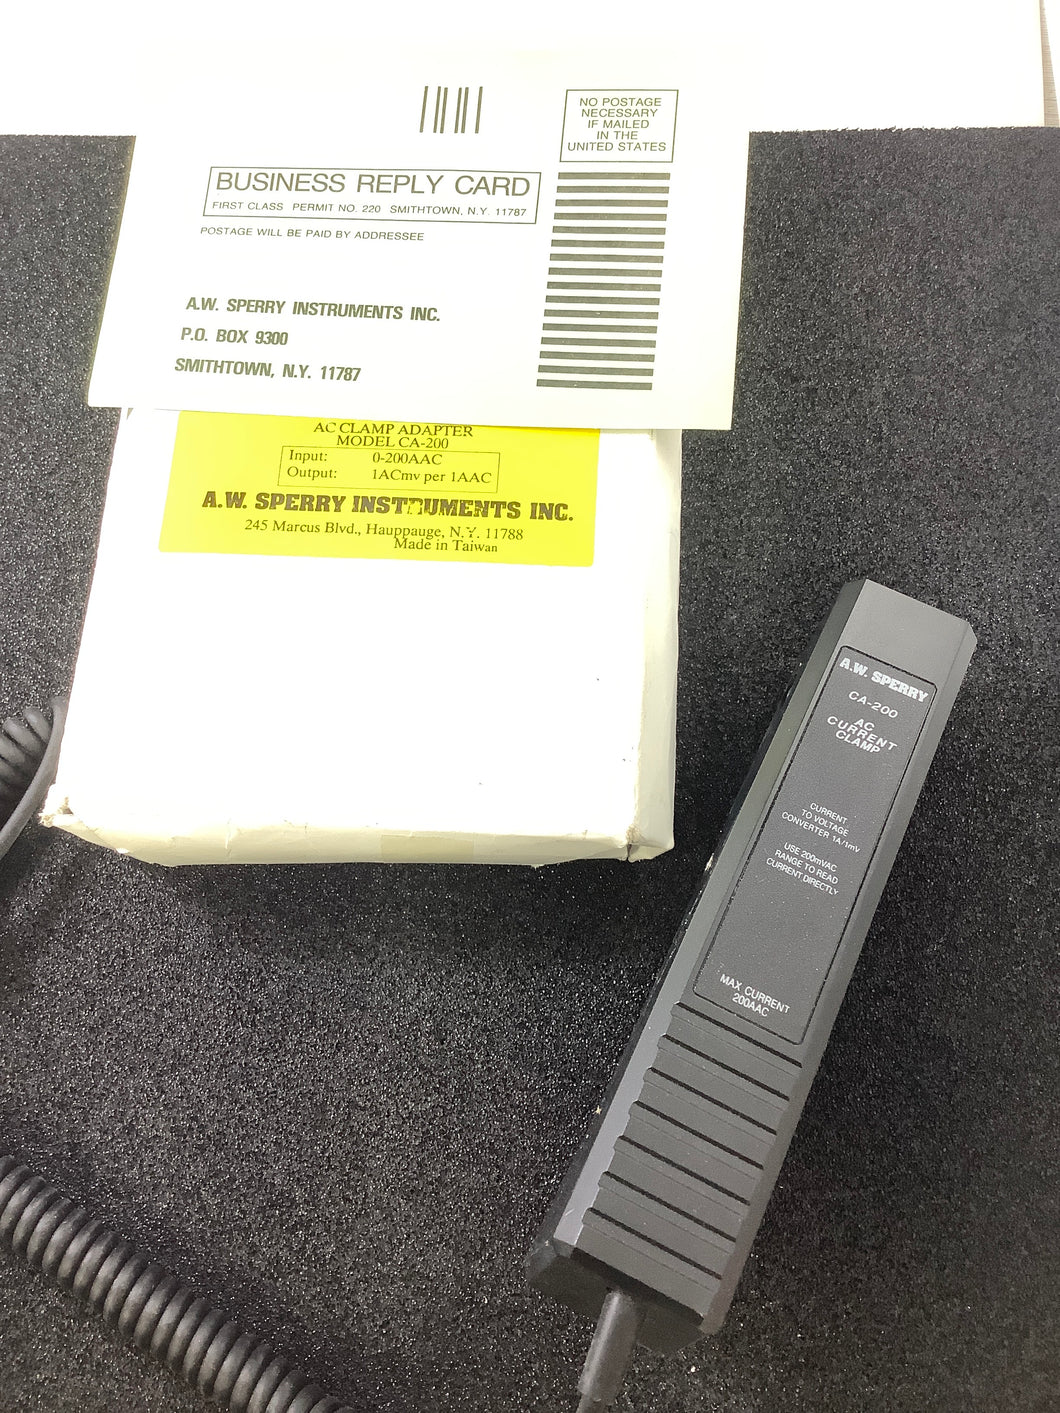 NO POSTAGE
NECESSARY
IF MAILED
IN THE
UNITED STATES
BUSINESS REPLY CARD
FIRST CLASS PERMIT NO. 220 SMITHTOWN, N.Y. 11787
POSTAGE WILL BE PAID BY ADDRESSEE
A.W. SPERRY INSTRUMENTS INC.
P.O. BOX 9300
SMITHTOWN, N.Y. 11787
AC CLAMP ADAPTER
MODEL CA-200
Input: 0-200AAC
Output: 1ACmv per 1AAC
A.W. SPERRY INSTRUMENTS INC.
245 Marcus Blvd., Hauppauge, N.Y. 11788
Made in Taiwan
A.W. SPERRY
CA-200
AC
CURRENT
CLAMP
CURRENT
TO VOLTAGE
CONVERTER 1A/1mV
USE 200mVAC
RANGE TO READ
CURRENT DIRECTLY
MAX CURRENT
200AAC